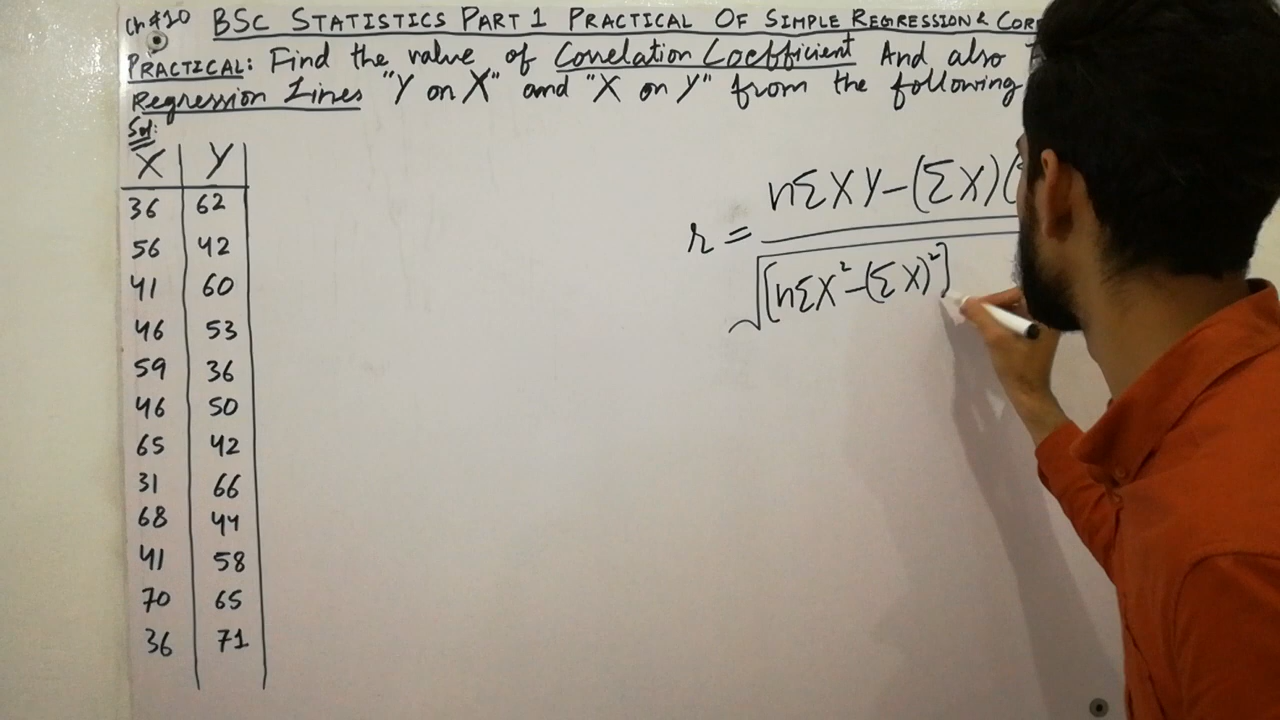 Ch#10 BSC STATISTICS PART 1 PRACTICAL OF SIMPLE REGRESSION &
PRACTICAL: Find the value of Correlation Coefficient And also
Regression Lines "Y on X" and "X on Y" from the following
Sol:
X Y
36 62
56 42
41 60
46 53
59 36
46 50
65 42
31 66
68 44
41 58
70 65
36 71
r = nΣXY-(ΣX)(
√[nΣX²-(ΣX)²]